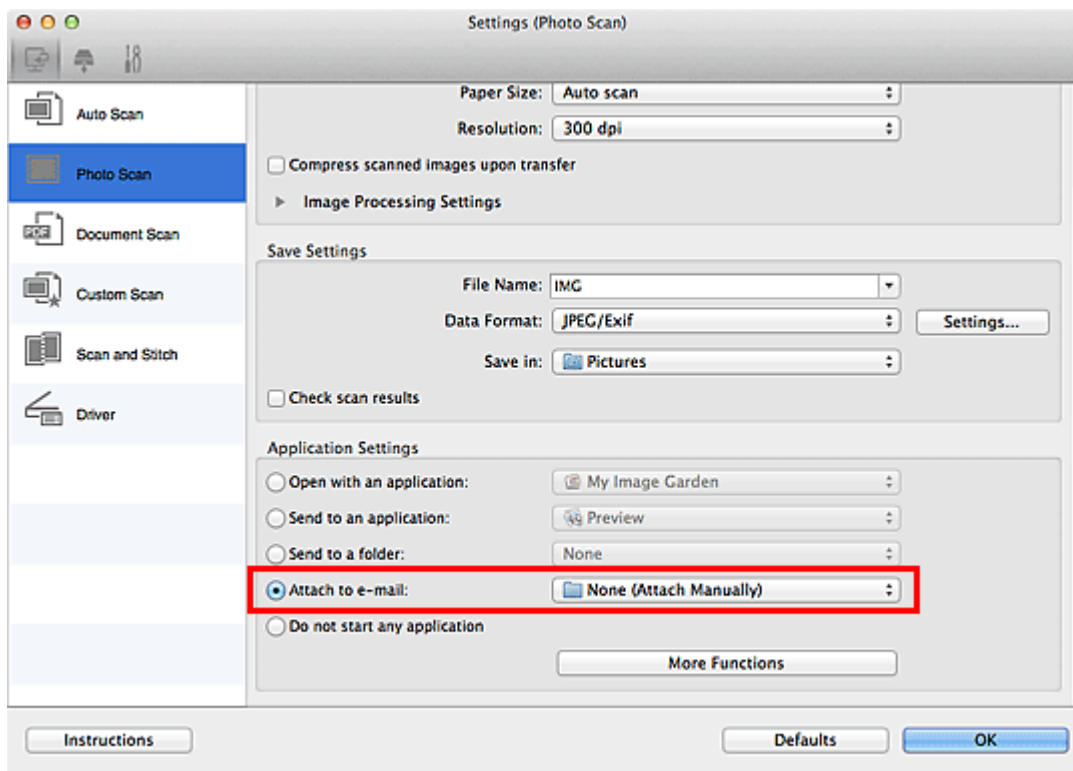 Settings (Photo Scan)
Auto Scan
Photo Scan
PDF Document Scan
Custom Scan
Scan and Stitch
Driver
Paper Size: Auto scan
Resolution: 300 dpi
Compress scanned images upon transfer
Image Processing Settings
Save Settings
File Name: IMG
Data Format: JPEG/Exif Settings...
Save in: Pictures
Check scan results
Application Settings
Open with an application: My Image Garden
Send to an application: Preview
Send to a folder: None
Attach to e-mail: None (Attach Manually)
Do not start any application
More Functions
Instructions Defaults OK